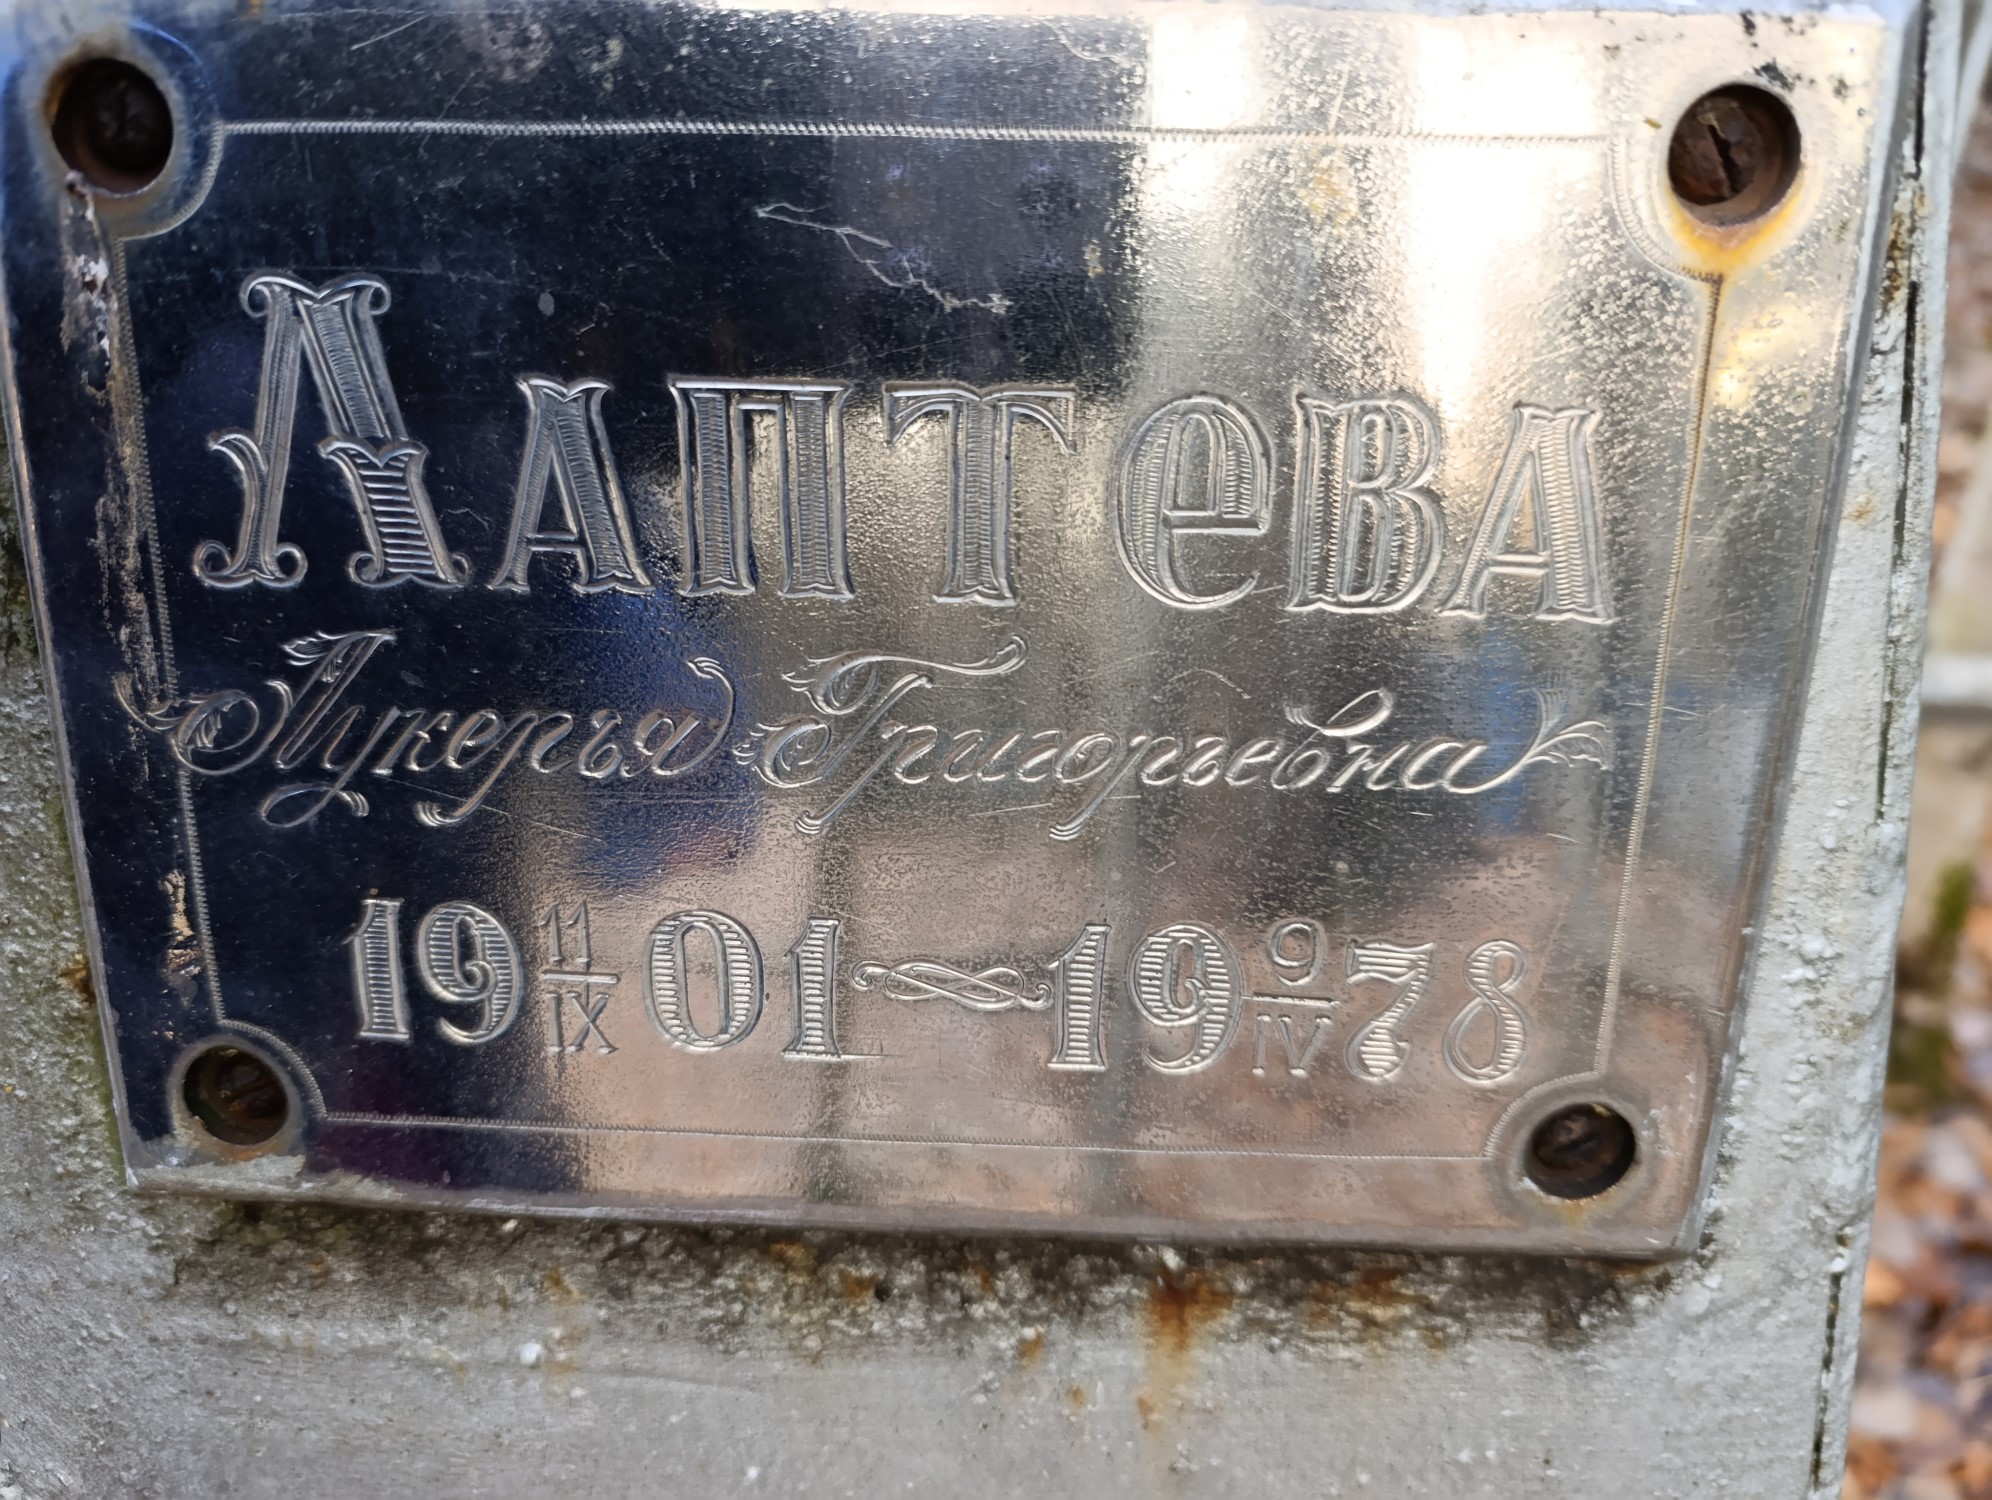 Лаптева
Лукерья Григорьевна
19 11/IX 01 ~ 19 9/IV 78